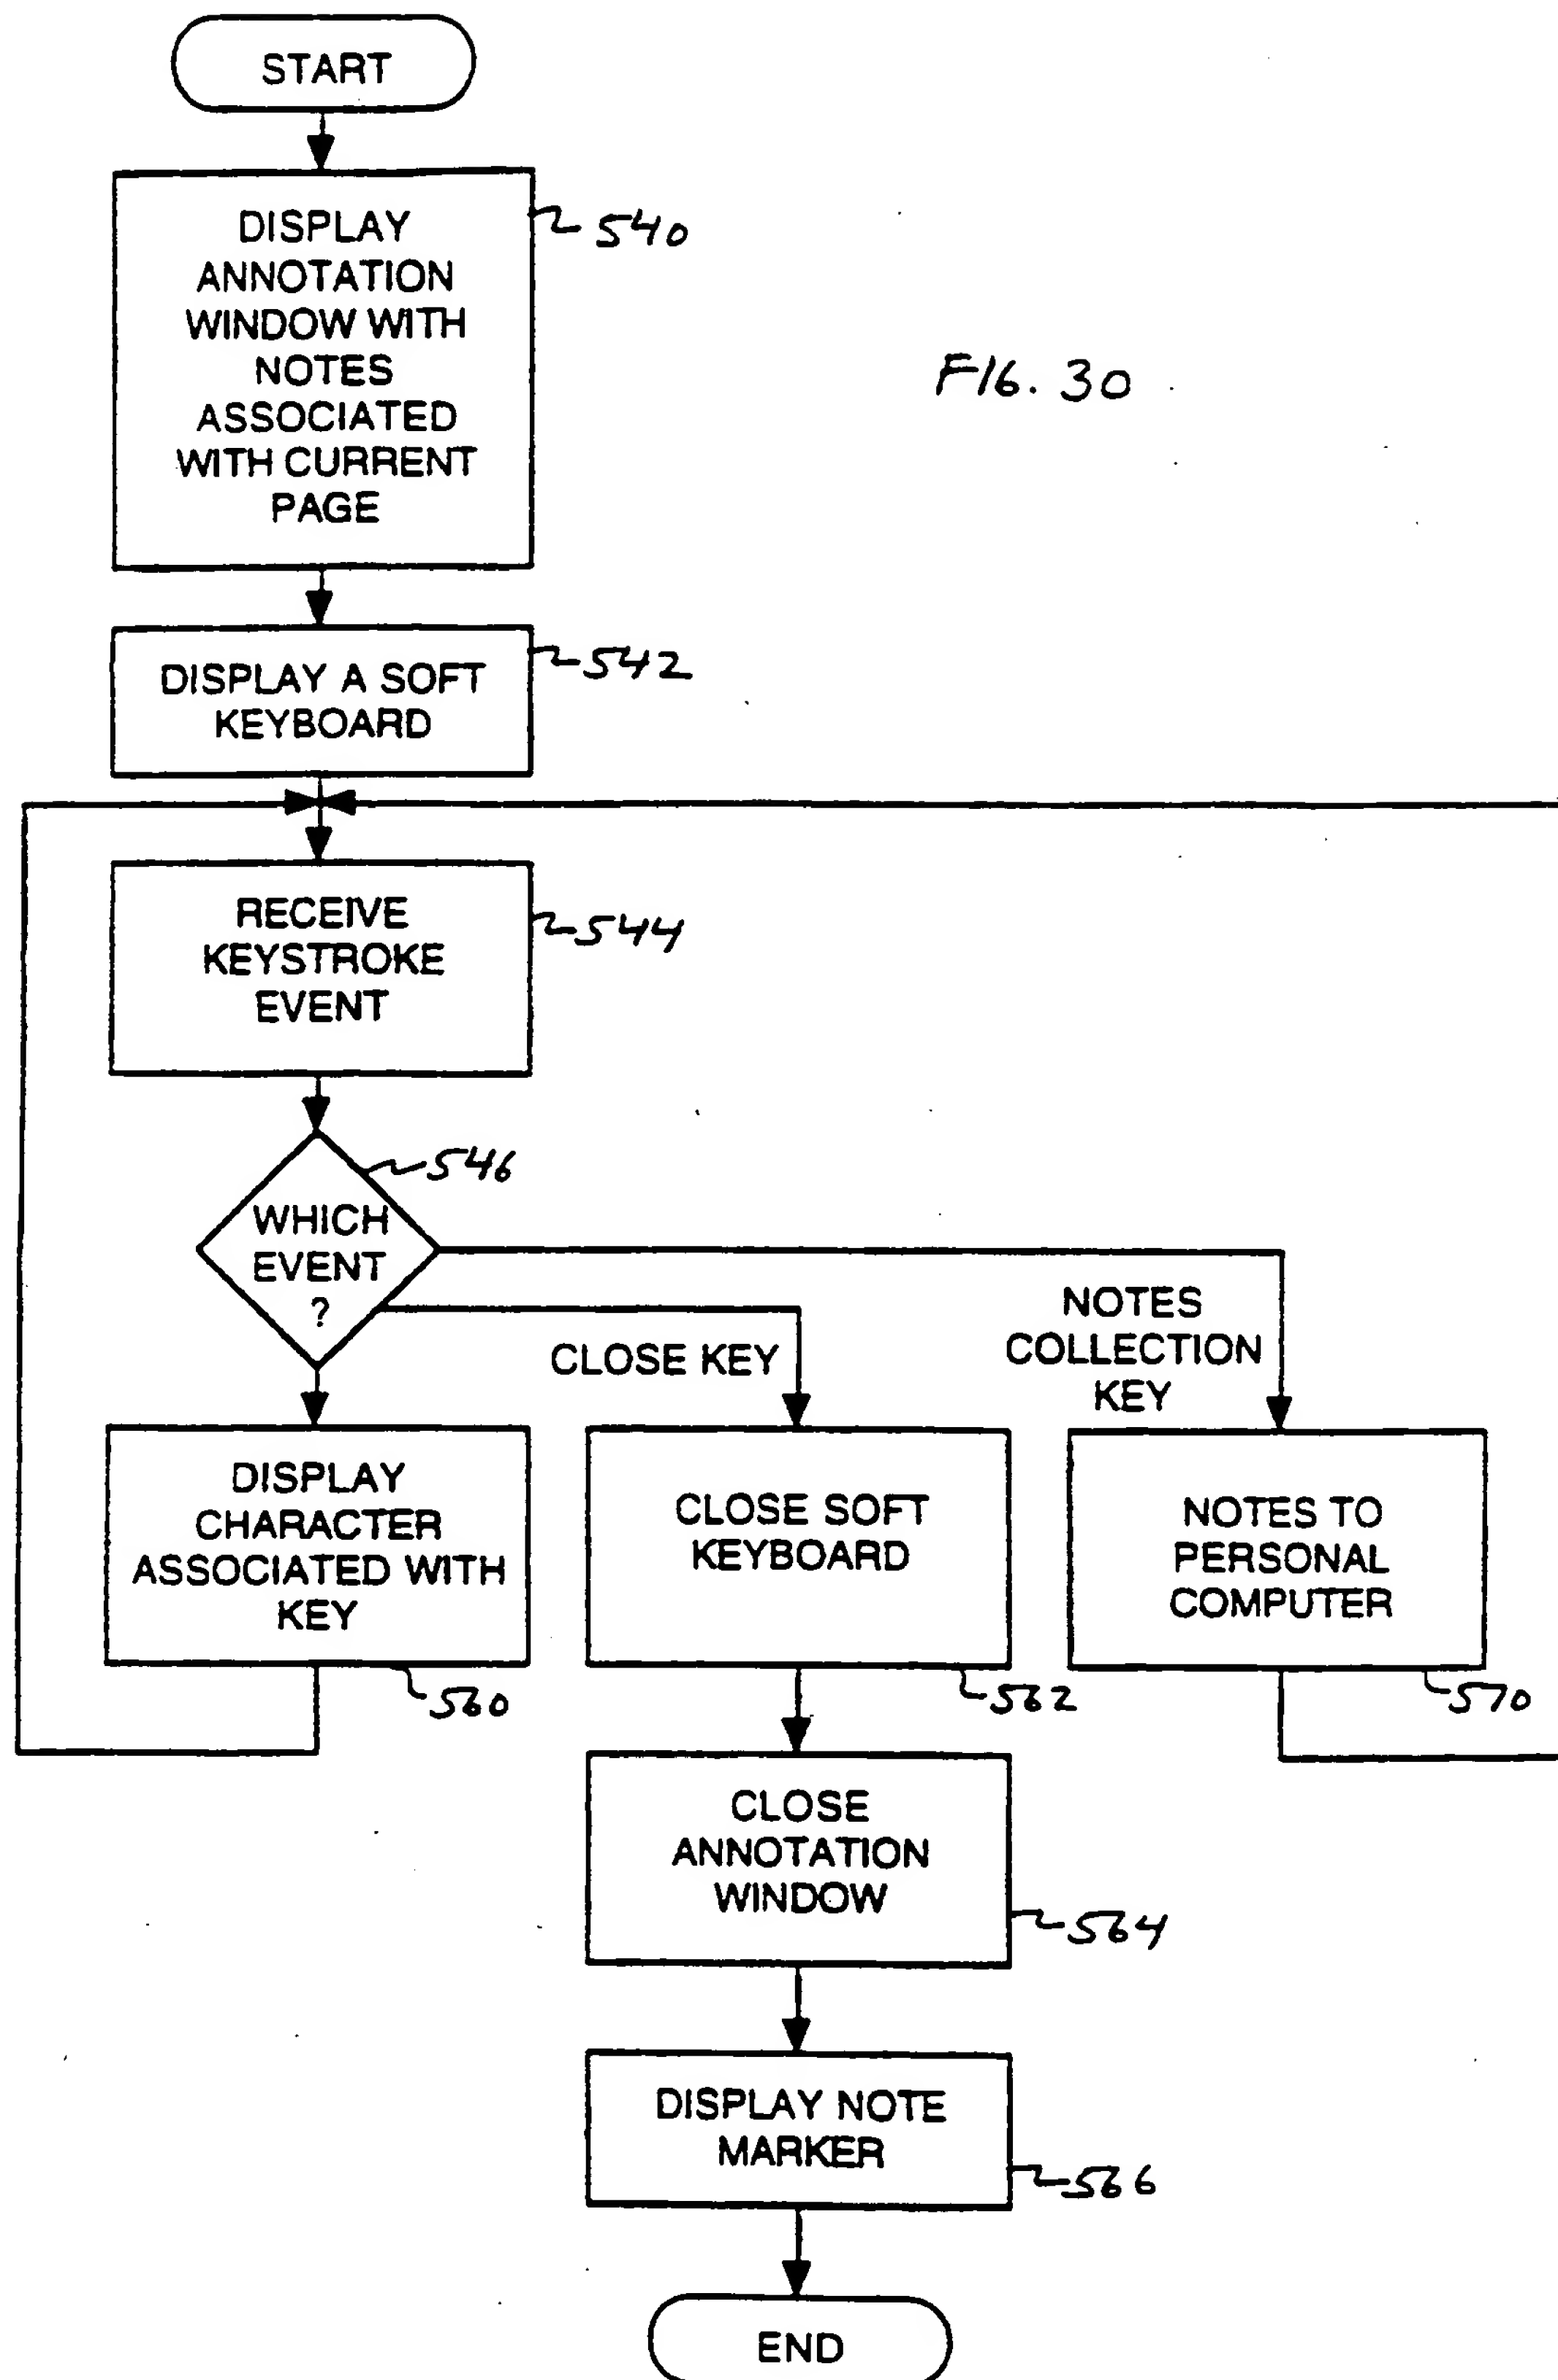 START
DISPLAY
ANNOTATION
WINDOW WITH
NOTES
ASSOCIATED
WITH CURRENT
PAGE
540
FIG. 30
DISPLAY A SOFT
KEYBOARD
542
RECEIVE
KEYSTROKE
EVENT
544
WHICH
EVENT
?
546
CLOSE KEY
NOTES
COLLECTION
KEY
DISPLAY
CHARACTER
ASSOCIATED WITH
KEY
560
CLOSE SOFT
KEYBOARD
562
NOTES TO
PERSONAL
COMPUTER
570
CLOSE
ANNOTATION
WINDOW
564
DISPLAY NOTE
MARKER
566
END